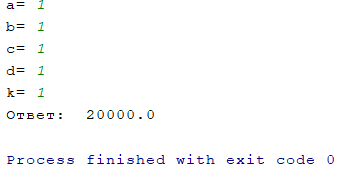 a= 1
b= 1
c= 1
d= 1
k= 1
Ответ:  20000.0
Process finished with exit code 0